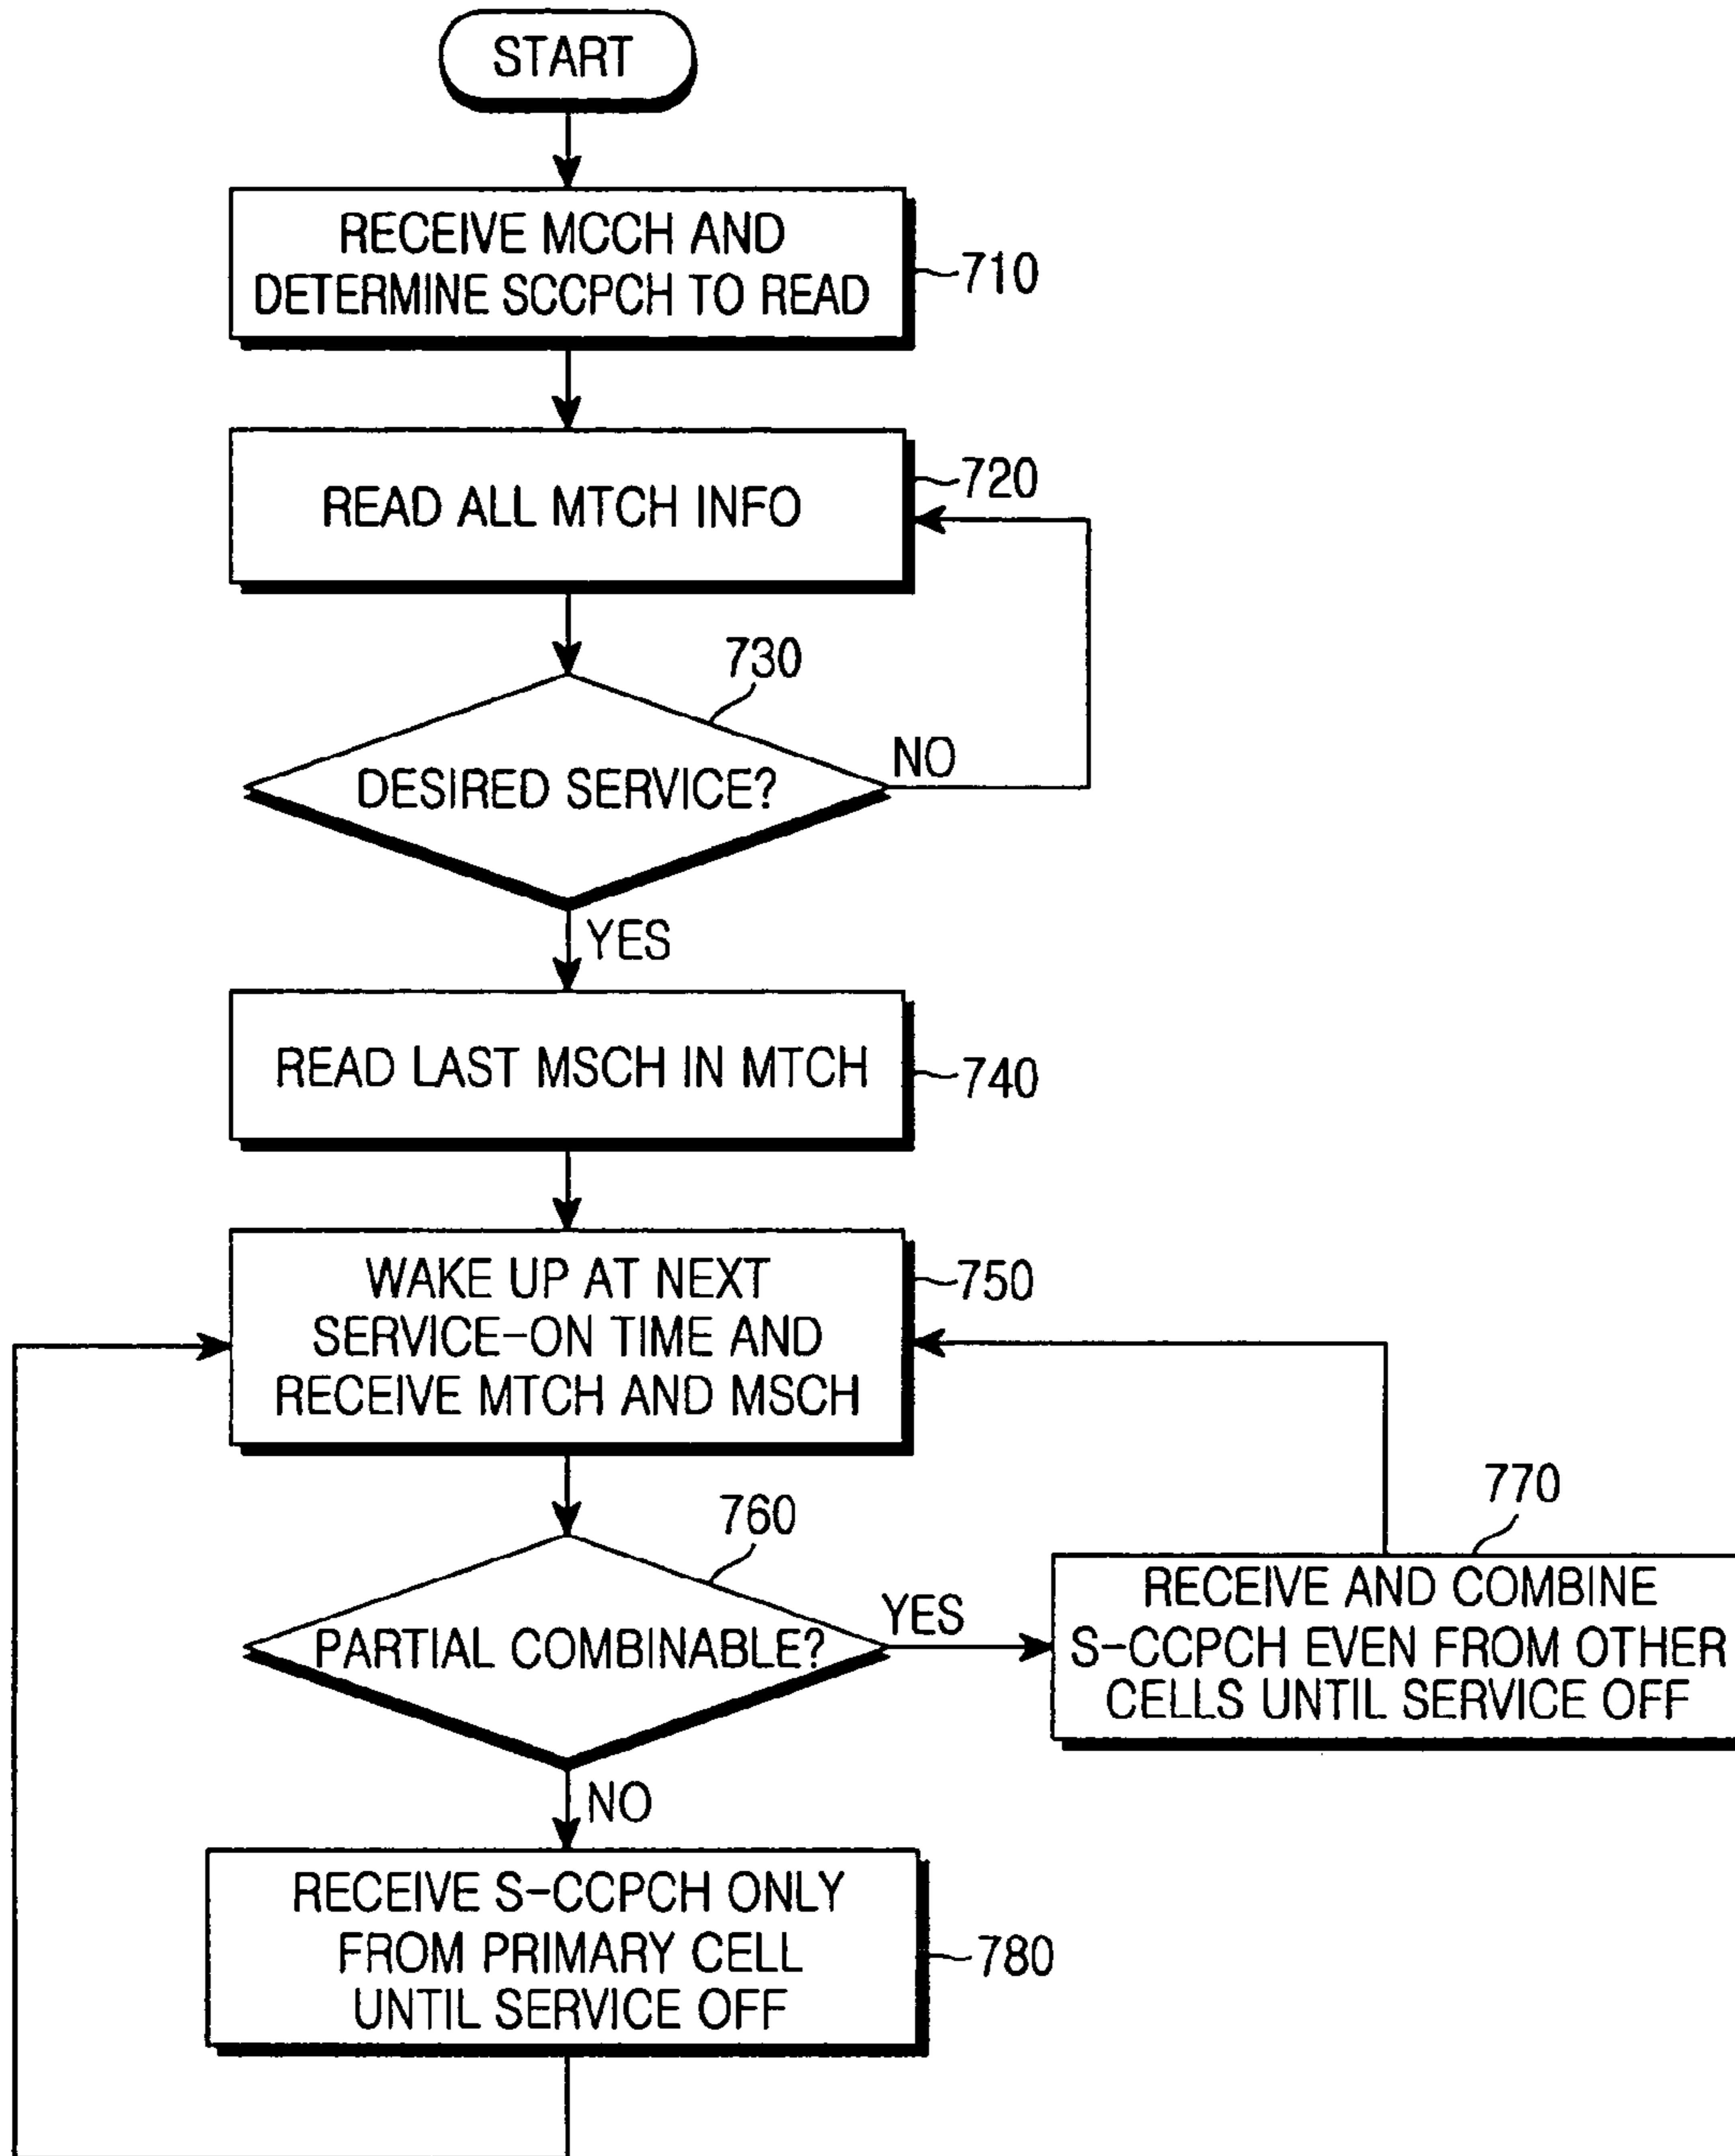 START
RECEIVE MCCH AND
DETERMINE SCCPCH TO READ
710
READ ALL MTCH INFO
720
730
DESIRED SERVICE?
NO
YES
READ LAST MSCH IN MTCH
740
WAKE UP AT NEXT
SERVICE-ON TIME AND
RECEIVE MTCH AND MSCH
750
760
PARTIAL COMBINABLE?
YES
770
RECEIVE AND COMBINE
S-CCPCH EVEN FROM OTHER
CELLS UNTIL SERVICE OFF
NO
RECEIVE S-CCPCH ONLY
FROM PRIMARY CELL
UNTIL SERVICE OFF
780